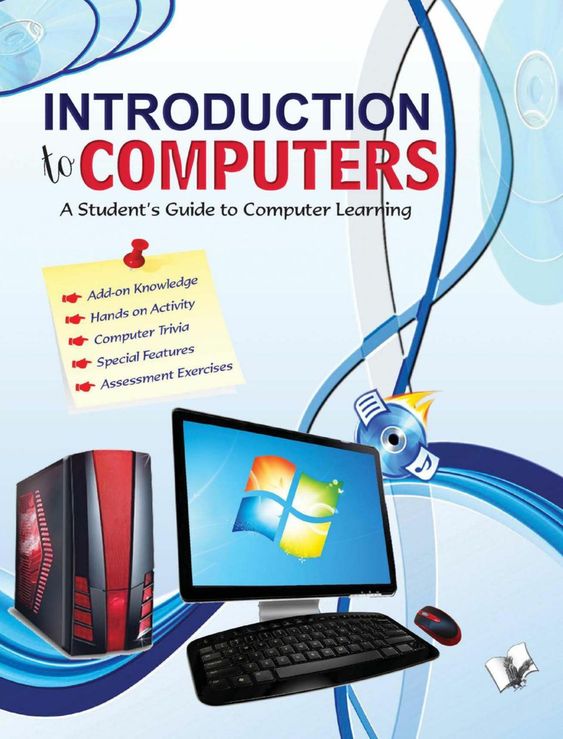 INTRODUCTION
to COMPUTERS
A Student's Guide to Computer Learning
Add-on Knowledge
Hands on Activity
Computer Trivia
Special Features
Assessment Exercises